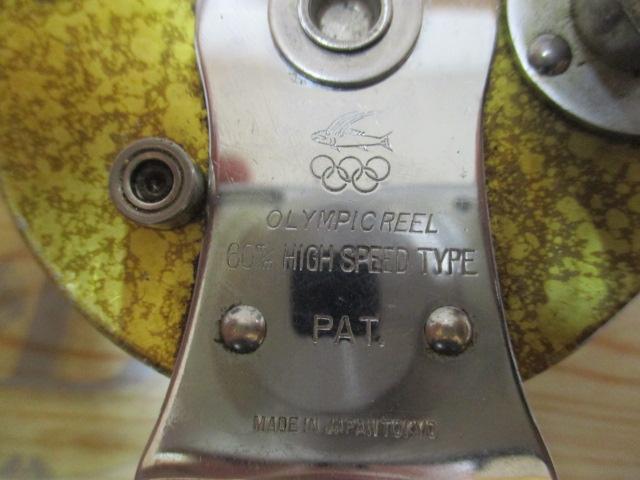 OLYMPIC REEL
60% HIGH SPEED TYPE
PAT.
MADE IN JAPAN TOKYO